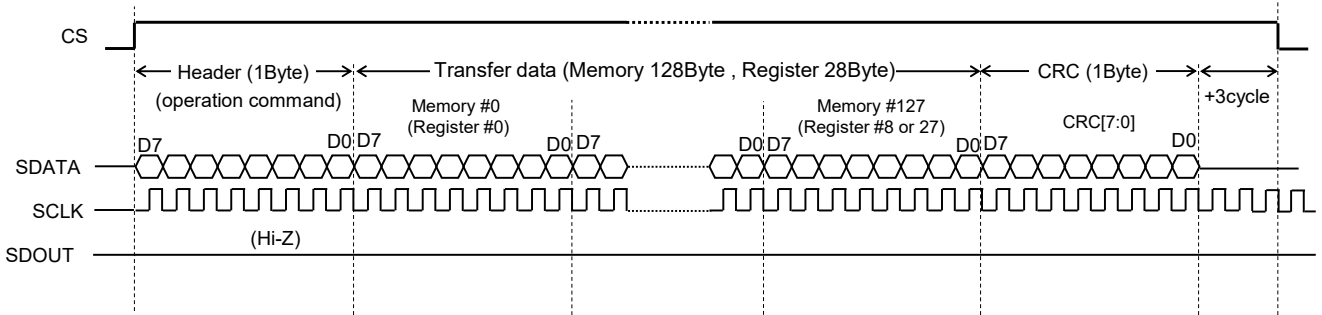 CS
Header (1Byte)
(operation command)
Transfer data (Memory 128Byte , Register 28Byte)
CRC (1Byte)
+3cycle
Memory #0
(Register #0)
Memory #127
(Register #8 or 27)
CRC[7:0]
SDATA
D7
D0
D7
D0
D7
D0
D7
D0
D7
D0
SCLK
(Hi-Z)
SDOUT